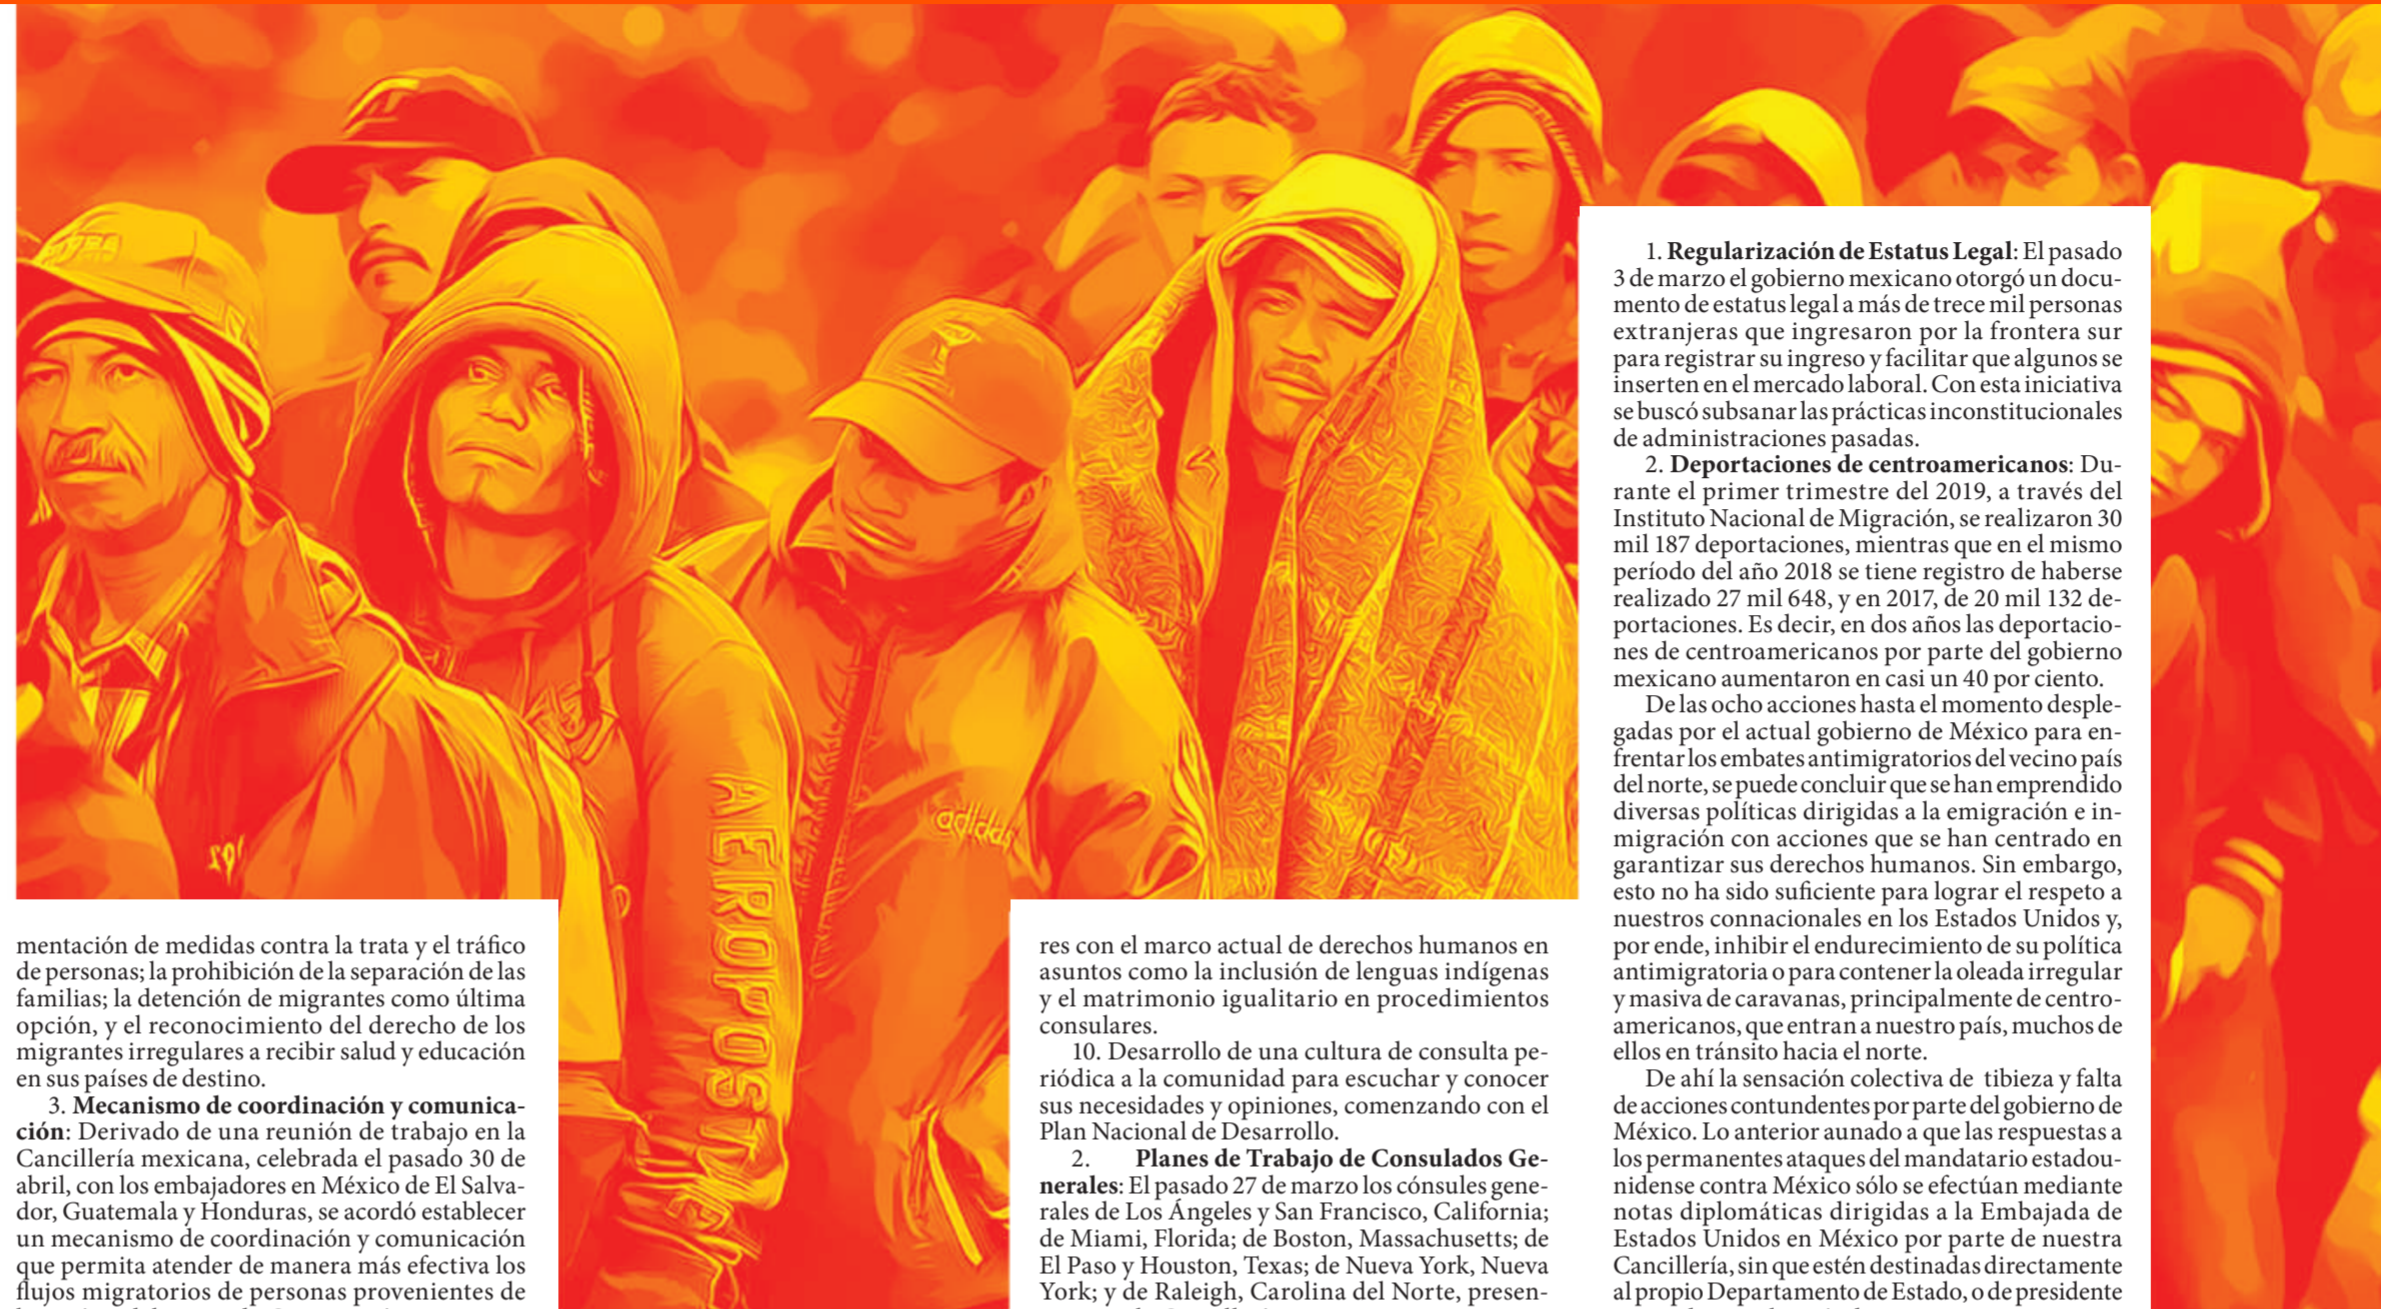 adidas
AEROPOST
mentación de medidas contra la trata y el tráfico
de personas; la prohibición de la separación de las
familias; la detención de migrantes como última
opción, y el reconocimiento del derecho de los
migrantes irregulares a recibir salud y educación
en sus países de destino.
3. Mecanismo de coordinación y comunica-
ción: Derivado de una reunión de trabajo en la
Cancillería mexicana, celebrada el pasado 30 de
abril, con los embajadores en México de El Salva-
dor, Guatemala y Honduras, se acordó establecer
un mecanismo de coordinación y comunicación
que permita atender de manera más efectiva los
flujos migratorios de personas provenientes de
res con el marco actual de derechos humanos en
asuntos como la inclusión de lenguas indígenas
y el matrimonio igualitario en procedimientos
consulares.
10. Desarrollo de una cultura de consulta pe-
riódica a la comunidad para escuchar y conocer
sus necesidades y opiniones, comenzando con el
Plan Nacional de Desarrollo.
2. Planes de Trabajo de Consulados Ge-
nerales: El pasado 27 de marzo los cónsules gene-
rales de Los Ángeles y San Francisco, California;
de Miami, Florida; de Boston, Massachusetts; de
El Paso y Houston, Texas; de Nueva York, Nueva
York; y de Raleigh, Carolina del Norte, presen-
1. Regularización de Estatus Legal: El pasado
3 de marzo el gobierno mexicano otorgó un docu-
mento de estatus legal a más de trece mil personas
extranjeras que ingresaron por la frontera sur
para registrar su ingreso y facilitar que algunos se
inserten en el mercado laboral. Con esta iniciativa
se buscó subsanar las prácticas inconstitucionales
de administraciones pasadas.
2. Deportaciones de centroamericanos: Du-
rante el primer trimestre del 2019, a través del
Instituto Nacional de Migración, se realizaron 30
mil 187 deportaciones, mientras que en el mismo
período del año 2018 se tiene registro de haberse
realizado 27 mil 648, y en 2017, de 20 mil 132 de-
portaciones. Es decir, en dos años las deportacio-
nes de centroamericanos por parte del gobierno
mexicano aumentaron en casi un 40 por ciento.
De las ocho acciones hasta el momento desple-
gadas por el actual gobierno de México para en-
frentar los embates antimigratorios del vecino país
del norte, se puede concluir que se han emprendido
diversas políticas dirigidas a la emigración e in-
migración con acciones que se han centrado en
garantizar sus derechos humanos. Sin embargo,
esto no ha sido suficiente para lograr el respeto a
nuestros connacionales en los Estados Unidos y,
por ende, inhibir el endurecimiento de su política
antimigratoria o para contener la oleada irregular
y masiva de caravanas, principalmente de centro-
americanos, que entran a nuestro país, muchos de
ellos en tránsito hacia el norte.
De ahí la sensación colectiva de tibieza y falta
de acciones contundentes por parte del gobierno de
México. Lo anterior aunado a que las respuestas a
los permanentes ataques del mandatario estadou-
nidense contra México sólo se efectúan mediante
notas diplomáticas dirigidas a la Embajada de
Estados Unidos en México por parte de nuestra
Cancillería, sin que estén destinadas directamente
al propio Departamento de Estado, o de presidente